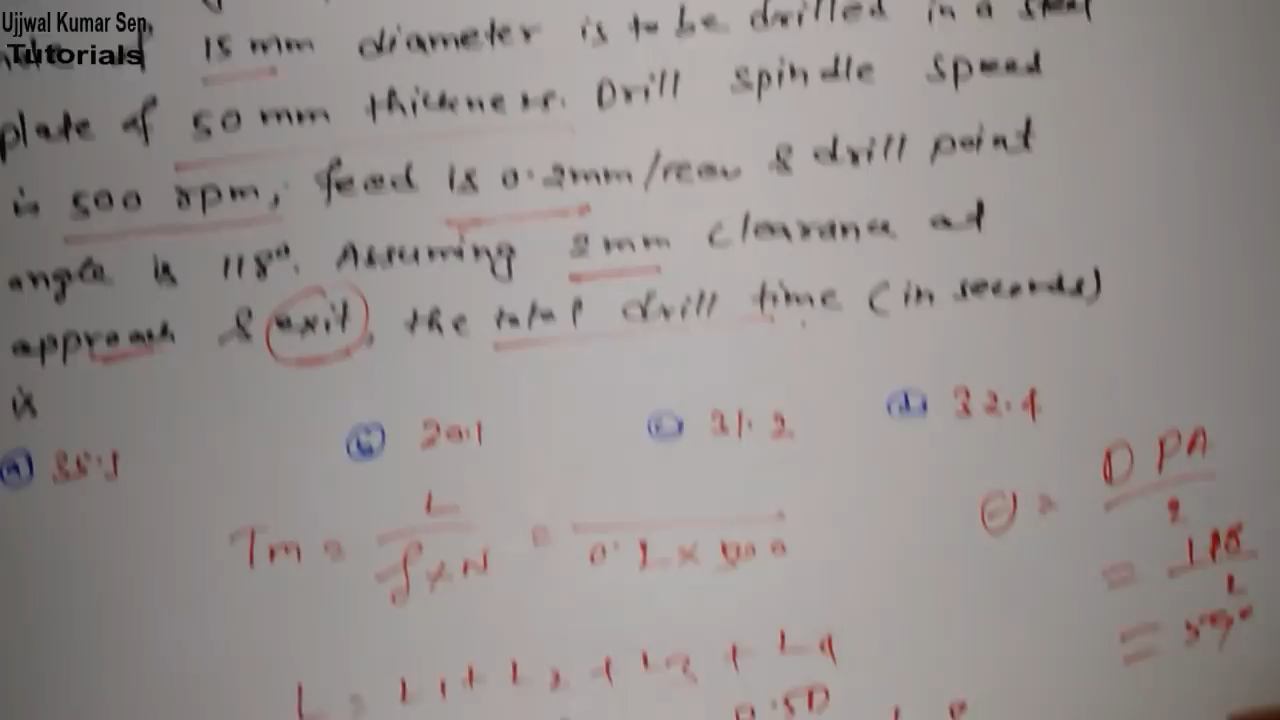 Ujjwal Kumar Sen,
Tutorials
15 mm diameter is to be drilled in a steel
plate of 50 mm thickness. Drill spindle speed
is 500 rpm, feed is 0.2mm/rev & drill point
angle is 118°. Assuming 2mm clearance at
approach & exit, the total drill time (in seconds)
is
(a) 35.1 (b) 20.1 (c) 31.2 (d) 32.4
Tm = L / f×N = / 0.2 × 500
θ = DPA / 2
= 118 / 2
= 59°
L = L1 + L2 + L3 + L4
0.5D